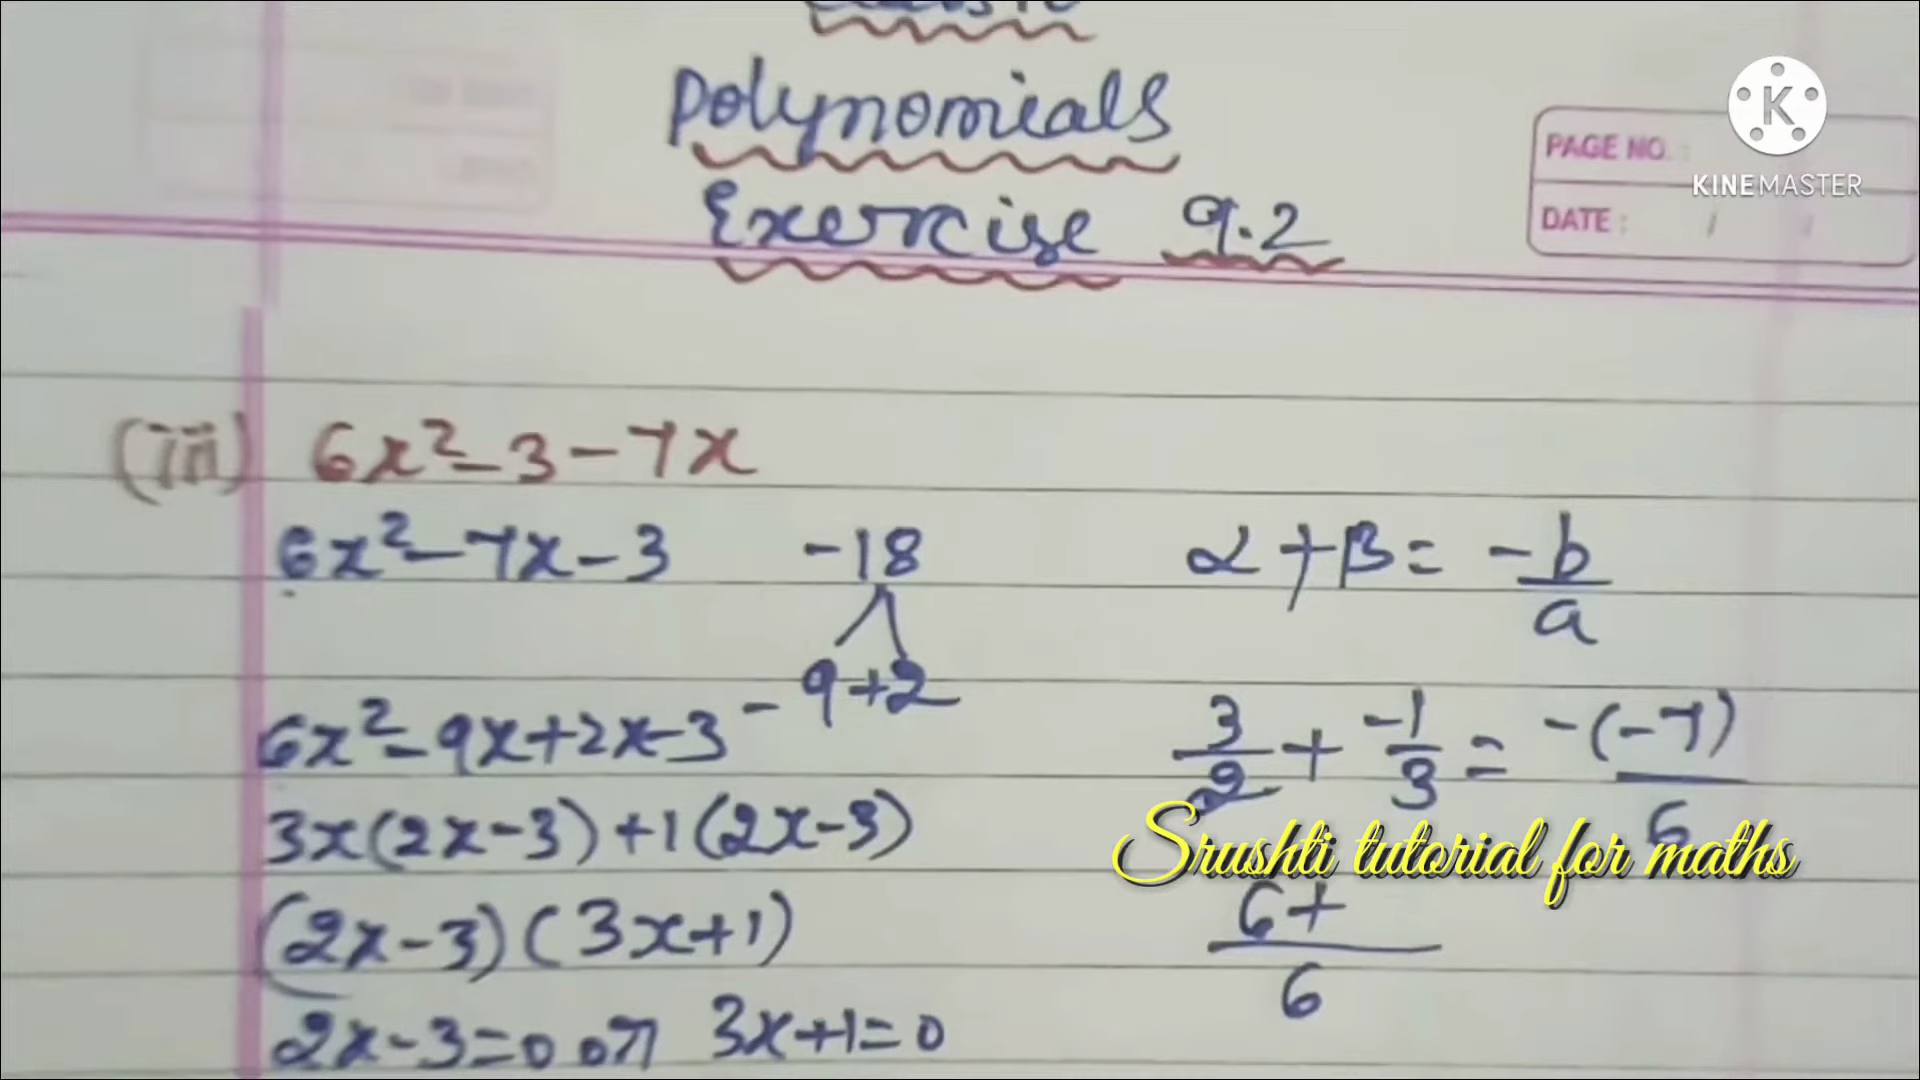 Polynomials
Exercise 9.2
PAGE NO. :
DATE : / /
K
KINEMASTER
(iii) 6x² - 3 - 7x
6x² - 7x - 3
-18
- 9 + 2
6x² - 9x + 2x - 3
3x(2x - 3) + 1(2x - 3)
(2x - 3)(3x + 1)
2x - 3 = 0 or 3x + 1 = 0
α + β = -b/a
3/2 + -1/3 = -(-7)/6
Srushti tutorial for maths
6+/6